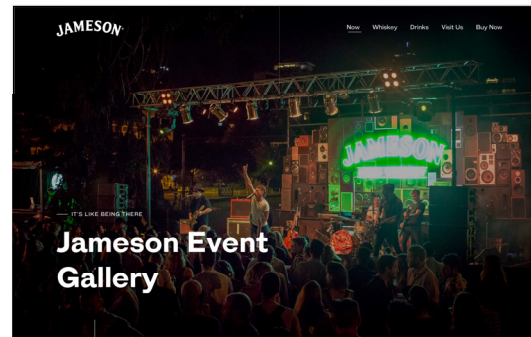 JAMESON
Now Whiskey Drinks Visit Us Buy Now
JAMESON
IT'S LIKE BEING THERE
Jameson Event
Gallery